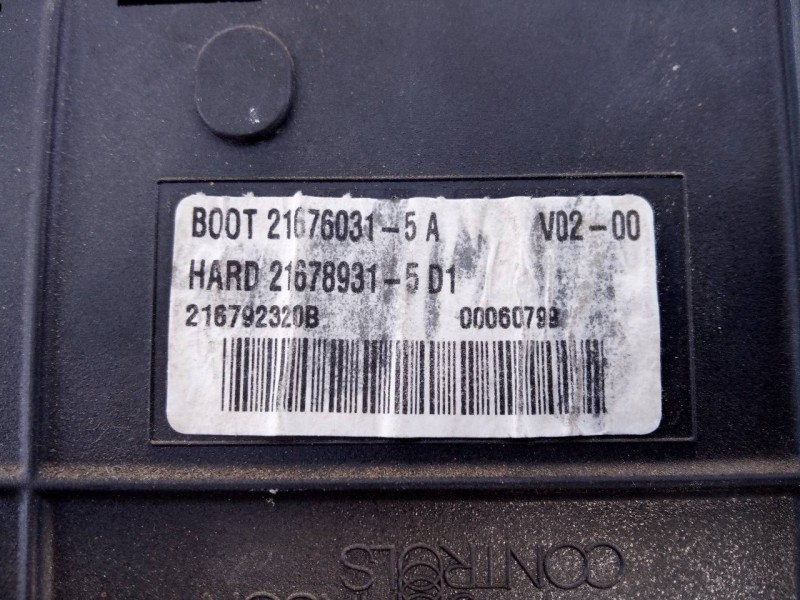 BOOT 21676031-5 A V02-00
HARD 21678931-5 D1
216792320B 00060799
CONTROLS